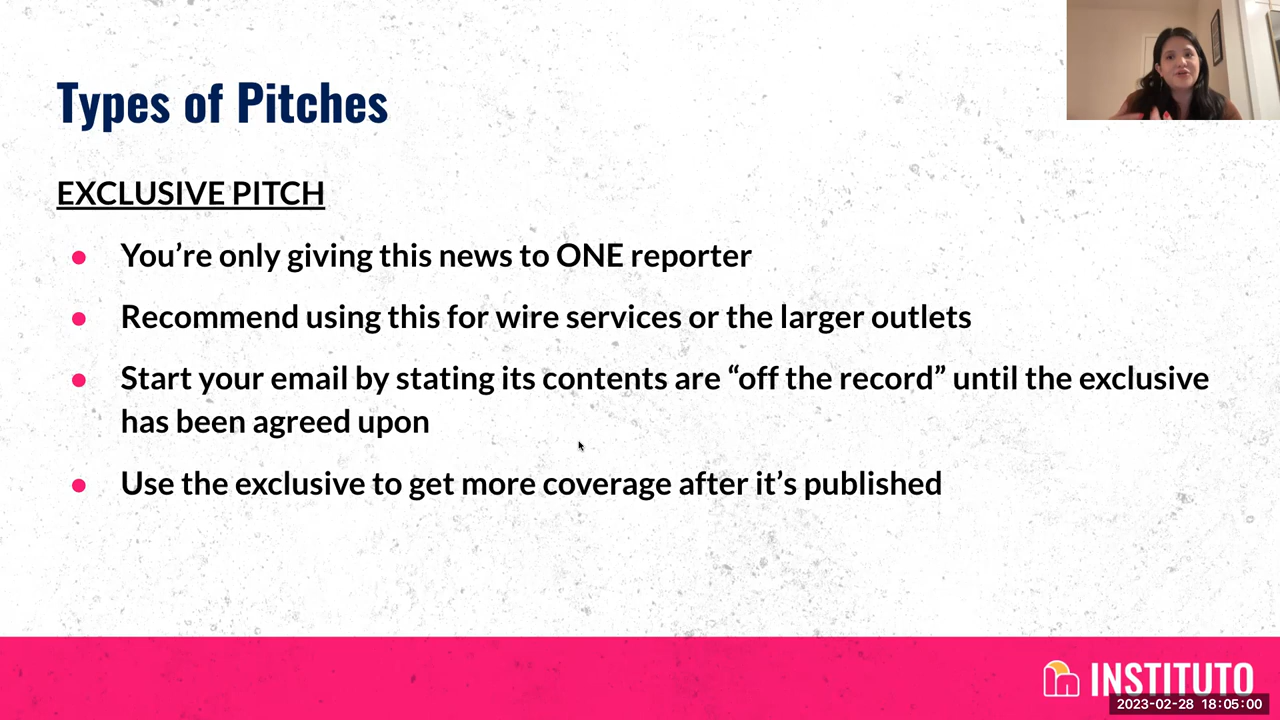 Types of Pitches
EXCLUSIVE PITCH
● You’re only giving this news to ONE reporter
● Recommend using this for wire services or the larger outlets
● Start your email by stating its contents are “off the record” until the exclusive
has been agreed upon
● Use the exclusive to get more coverage after it’s published
INSTITUTO
2023-02-28 18:05:00